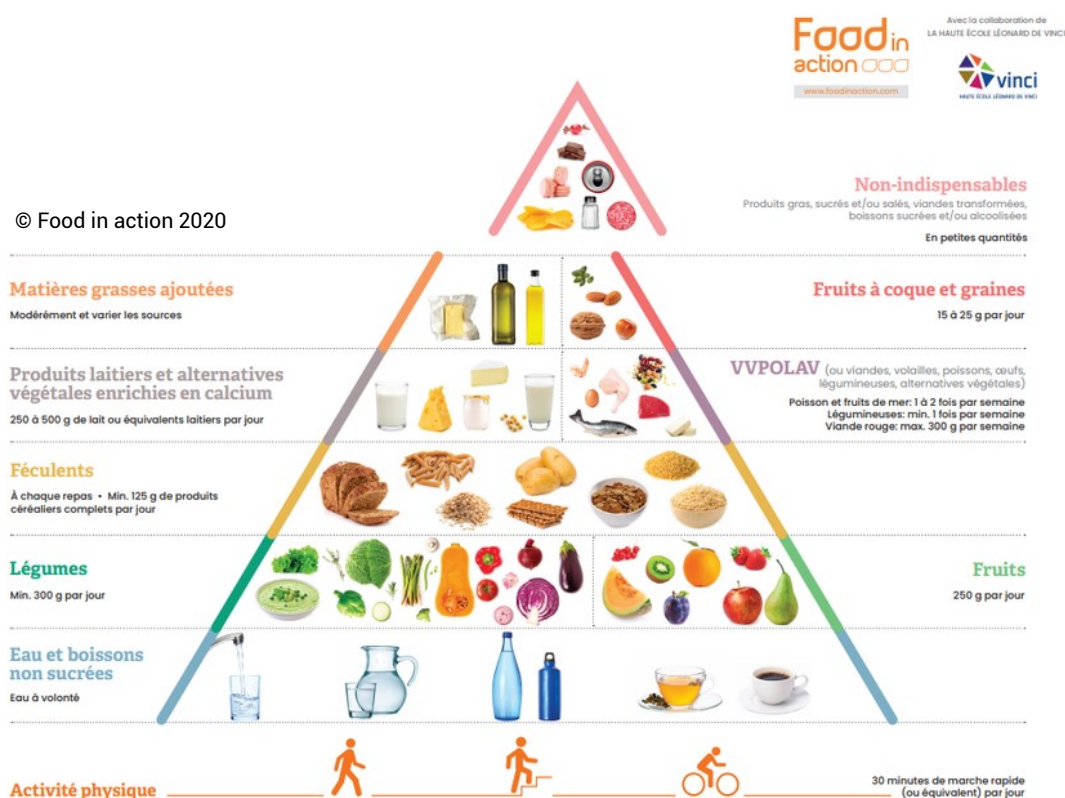 Food in
action
www.foodinaction.com
Avec la collaboration de
LA HAUTE ÉCOLE LÉONARD DE VINCI
vinci
HAUTE ÉCOLE LÉONARD DE VINCI
© Food in action 2020
Non-indispensables
Produits gras, sucrés et/ou salés, viandes transformées,
boissons sucrées et/ou alcoolisées
En petites quantités
Matières grasses ajoutées
Modérément et varier les sources
Fruits à coque et graines
15 à 25 g par jour
Produits laitiers et alternatives
végétales enrichies en calcium
250 à 500 g de lait ou équivalents laitiers par jour
VVPOLAV (ou viandes, volailles, poissons, œufs,
légumineuses, alternatives végétales)
Poisson et fruits de mer: 1 à 2 fois par semaine
Légumineuses: min. 1 fois par semaine
Viande rouge: max. 300 g par semaine
Féculents
À chaque repas • Min. 125 g de produits
céréaliers complets par jour
Légumes
Min. 300 g par jour
Fruits
250 g par jour
Eau et boissons
non sucrées
Eau à volonté
Activité physique
30 minutes de marche rapide
(ou équivalent) par jour